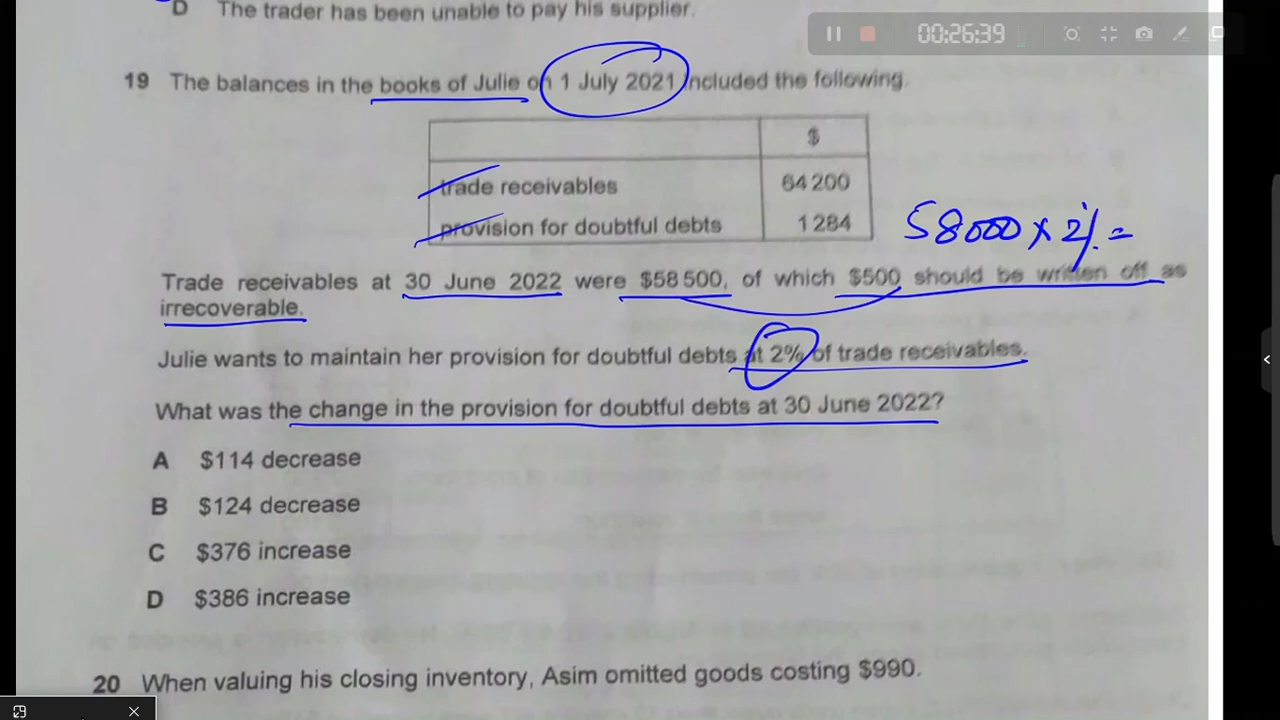 D The trader has been unable to pay his supplier.
00:26:39
19 The balances in the books of Julie on 1 July 2021 included the following.
$
trade receivables 64 200
provision for doubtful debts 1 284
58000 x 2% =
Trade receivables at 30 June 2022 were $58 500, of which $500 should be written off as
irrecoverable.
Julie wants to maintain her provision for doubtful debts at 2% of trade receivables.
What was the change in the provision for doubtful debts at 30 June 2022?
A $114 decrease
B $124 decrease
C $376 increase
D $386 increase
20 When valuing his closing inventory, Asim omitted goods costing $990.